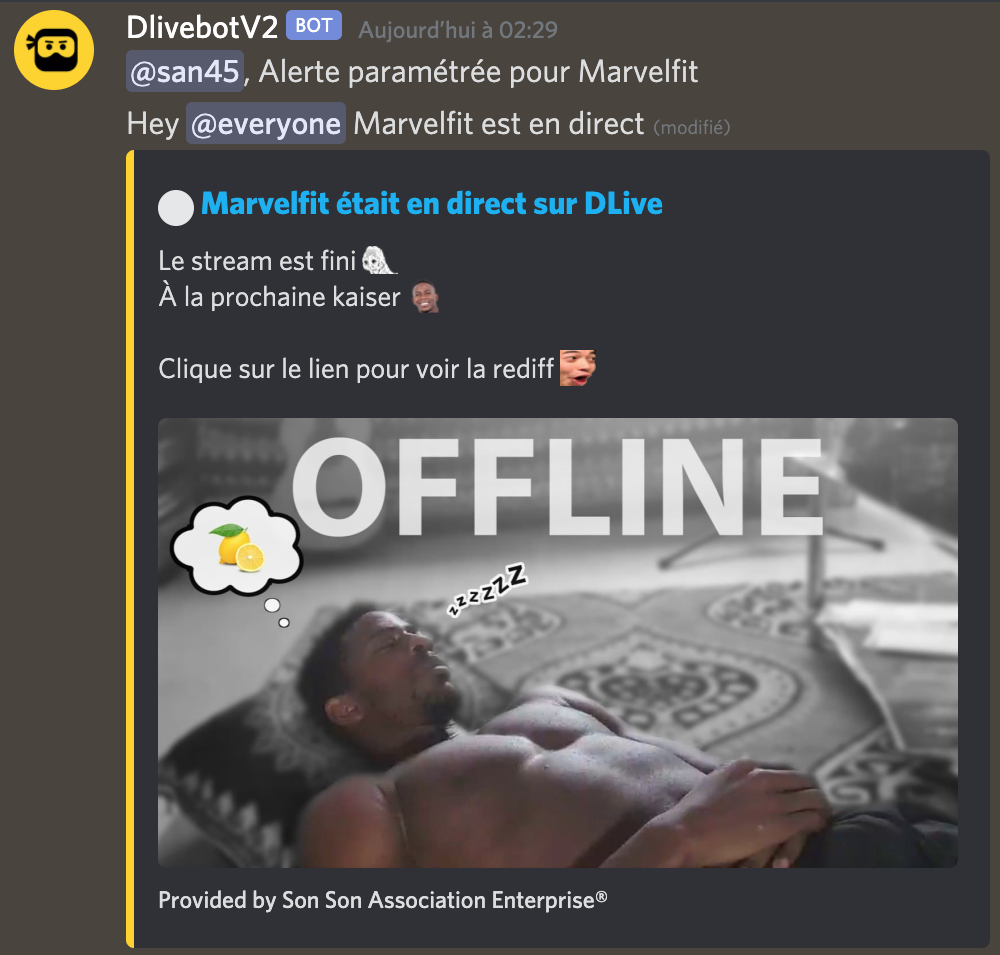 DlivebotV2 BOT Aujourd'hui à 02:29
@san45, Alerte paramétrée pour Marvelfit
Hey @everyone Marvelfit est en direct (modifié)
Marvelfit était en direct sur DLive
Le stream est fini
À la prochaine kaiser
Clique sur le lien pour voir la rediff
OFFLINE
zzzzzZ
Provided by Son Son Association Enterprise®